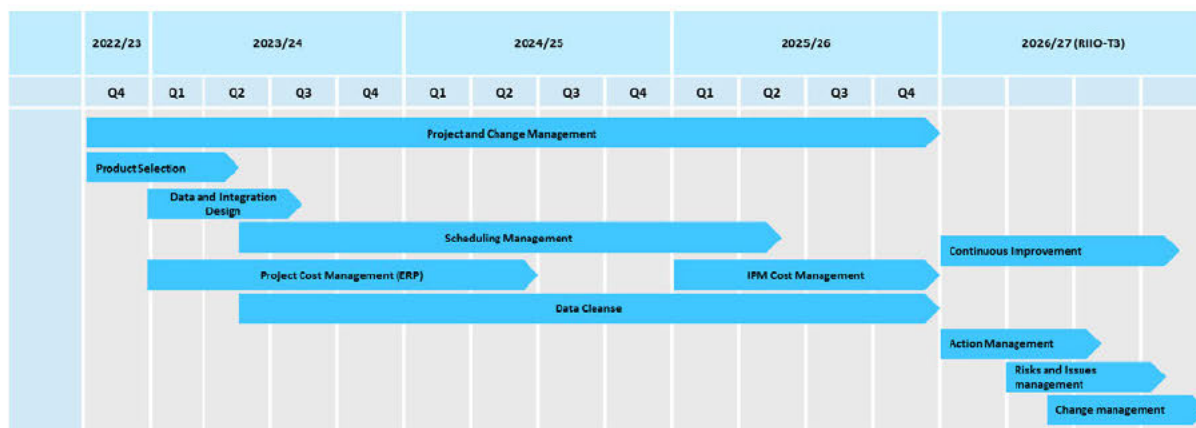 2022/23
2023/24
2024/25
2025/26
2026/27 (RIIO-T3)
Q4
Q1
Q2
Q3
Q4
Q1
Q2
Q3
Q4
Q1
Q2
Q3
Q4
Project and Change Management
Product Selection
Data and Integration
Design
Scheduling Management
Continuous Improvement
Project Cost Management (ERP)
IPM Cost Management
Data Cleanse
Action Management
Risks and Issues
management
Change management